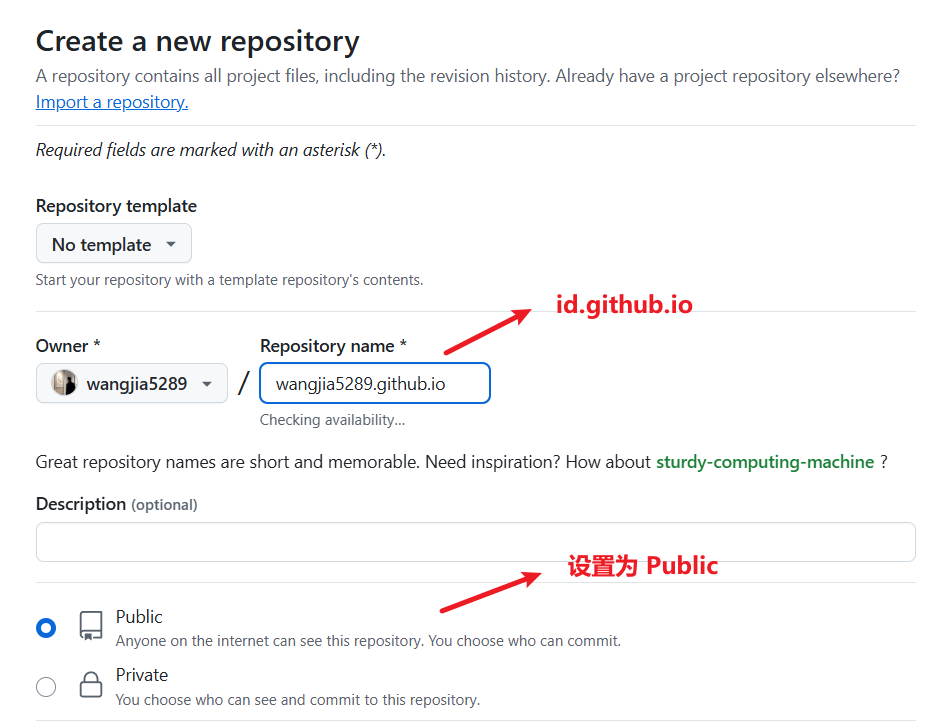 Create a new repository
A repository contains all project files, including the revision history. Already have a project repository elsewhere?
Import a repository.
Required fields are marked with an asterisk (*).
Repository template
No template
Start your repository with a template repository's contents.
id.github.io
Owner *
Repository name *
wangjia5289
/
wangjia5289.github.io
Checking availability...
Great repository names are short and memorable. Need inspiration? How about sturdy-computing-machine ?
Description (optional)
设置为 Public
Public
Anyone on the internet can see this repository. You choose who can commit.
Private
You choose who can see and commit to this repository.